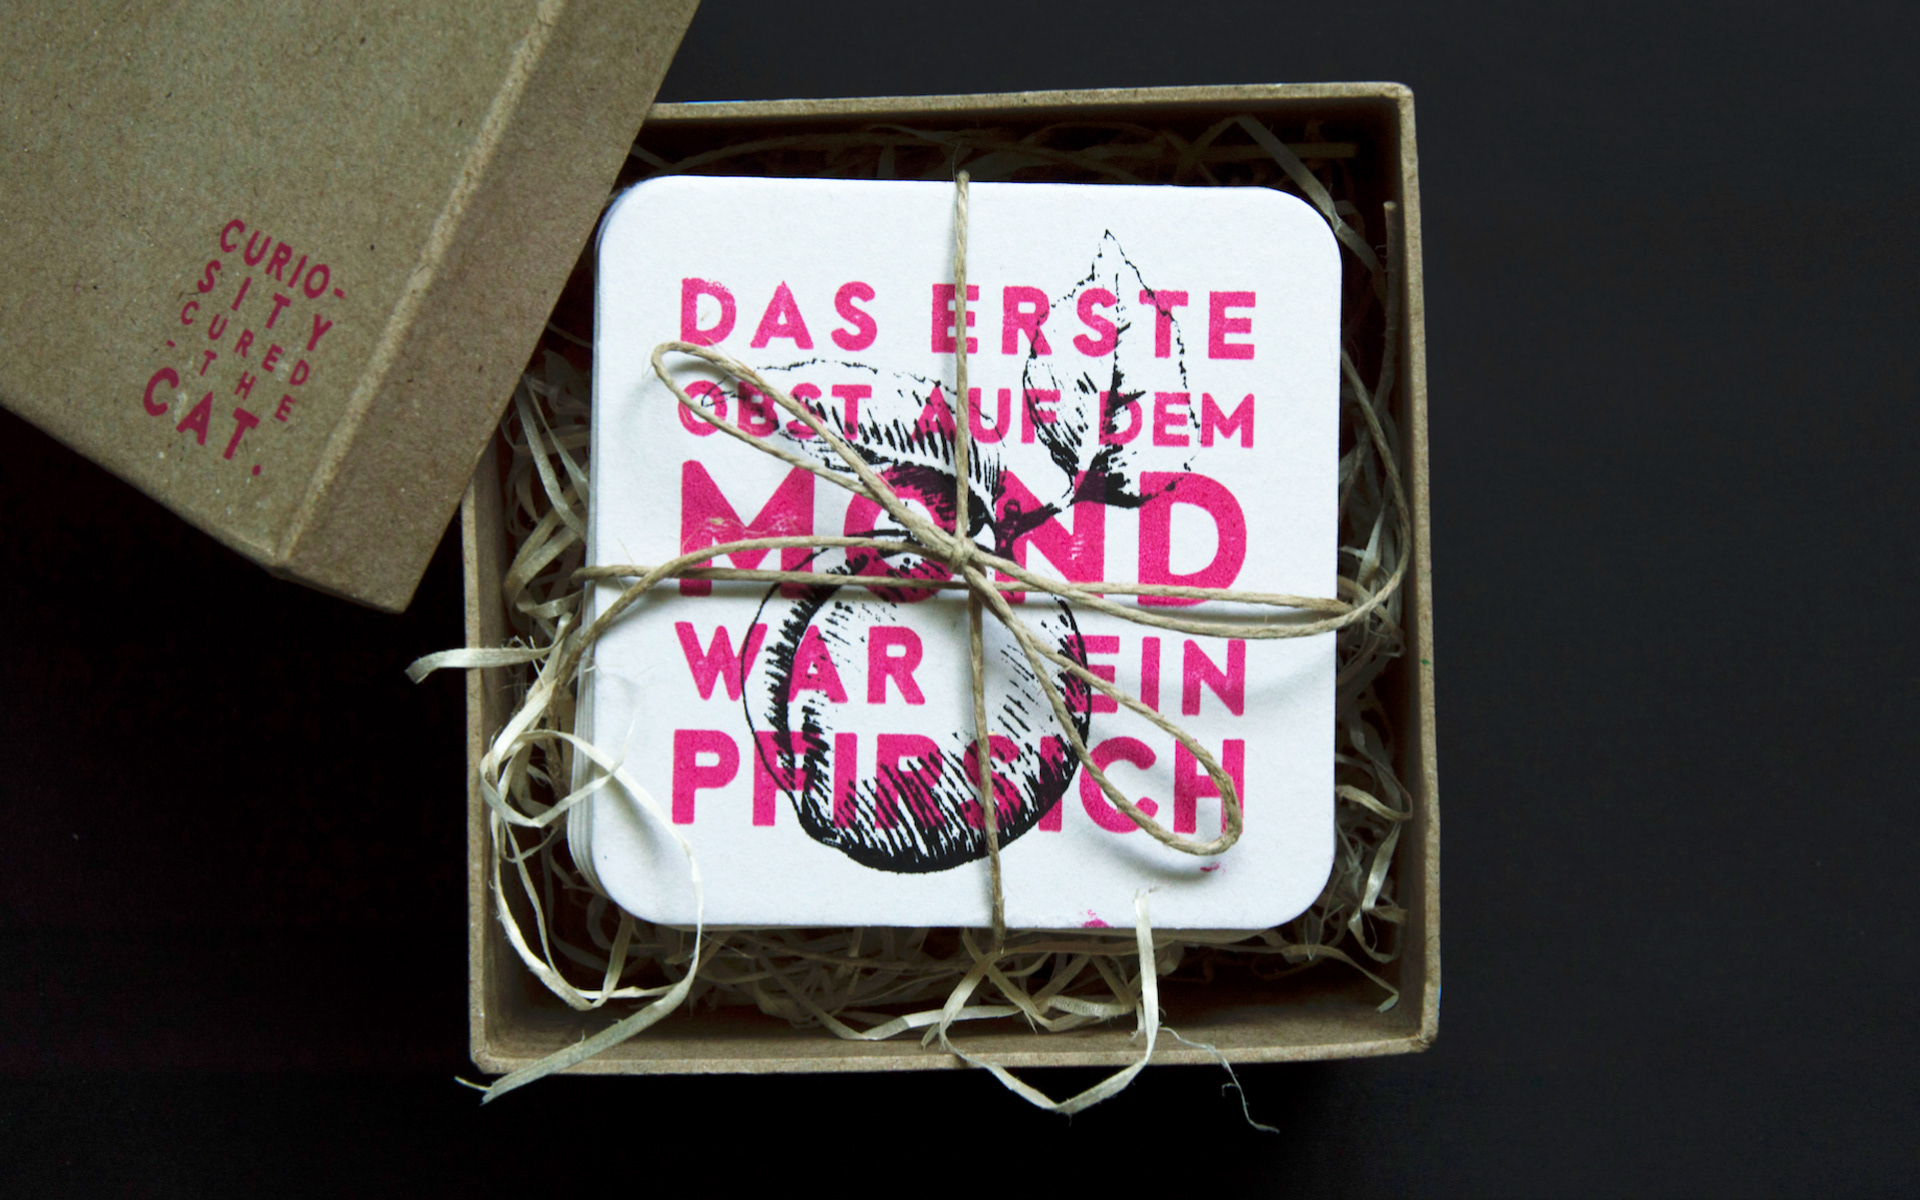 CURIO-
SITY
CURED
-THE
CAT.
DAS ERSTE
OBST AUF DEM
MOND
WAR EIN
PFIRSICH